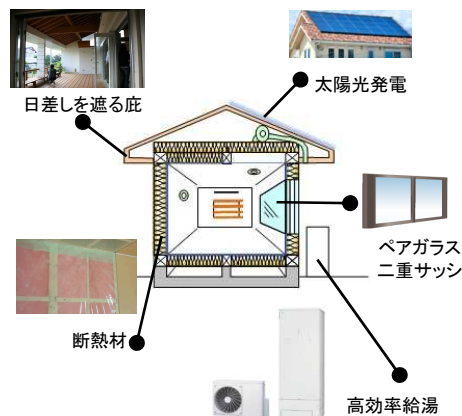 日差しを遮る庇
太陽光発電
ペアガラス
二重サッシ
断熱材
高効率給湯